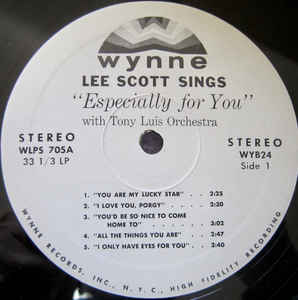 wynne
LEE SCOTT SINGS
"Especially for You"
with Tony Luis Orchestra
STEREO
WLPS 705A
33 1/3 LP
STEREO
WYB24
Side 1
1. "YOU ARE MY LUCKY STAR" . . . 2:25
2. "I LOVE YOU, PORGY" . . . . 2:20
3. "YOU'D BE SO NICE TO COME
HOME TO" . . . . . . . . 2:02
4. "ALL THE THINGS YOU ARE" . . 2:47
5. "I ONLY HAVE EYES FOR YOU" . . 2:40
WYNNE RECORDS, INC., N. Y. C., HIGH FIDELITY RECORDING